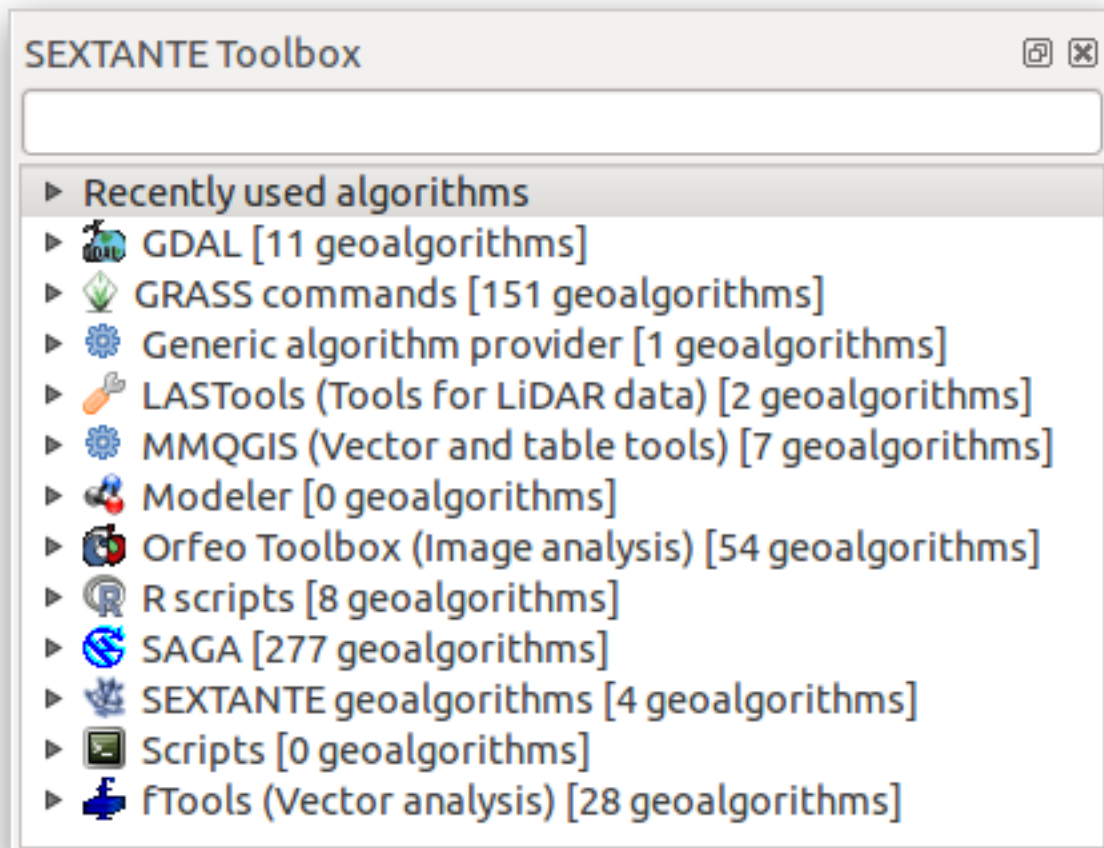 SEXTANTE Toolbox
Recently used algorithms
GDAL [11 geoalgorithms]
GRASS commands [151 geoalgorithms]
Generic algorithm provider [1 geoalgorithms]
LASTools (Tools for LiDAR data) [2 geoalgorithms]
MMQGIS (Vector and table tools) [7 geoalgorithms]
Modeler [0 geoalgorithms]
Orfeo Toolbox (Image analysis) [54 geoalgorithms]
R scripts [8 geoalgorithms]
SAGA [277 geoalgorithms]
SEXTANTE geoalgorithms [4 geoalgorithms]
Scripts [0 geoalgorithms]
fTools (Vector analysis) [28 geoalgorithms]